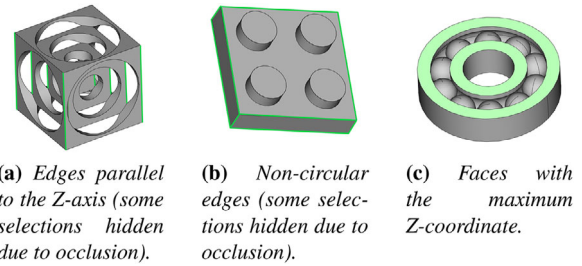 (a) Edges parallel
to the Z-axis (some
selections hidden
due to occlusion).
(b) Non-circular
edges (some selec-
tions hidden due to
occlusion).
(c) Faces with
the maximum
Z-coordinate.